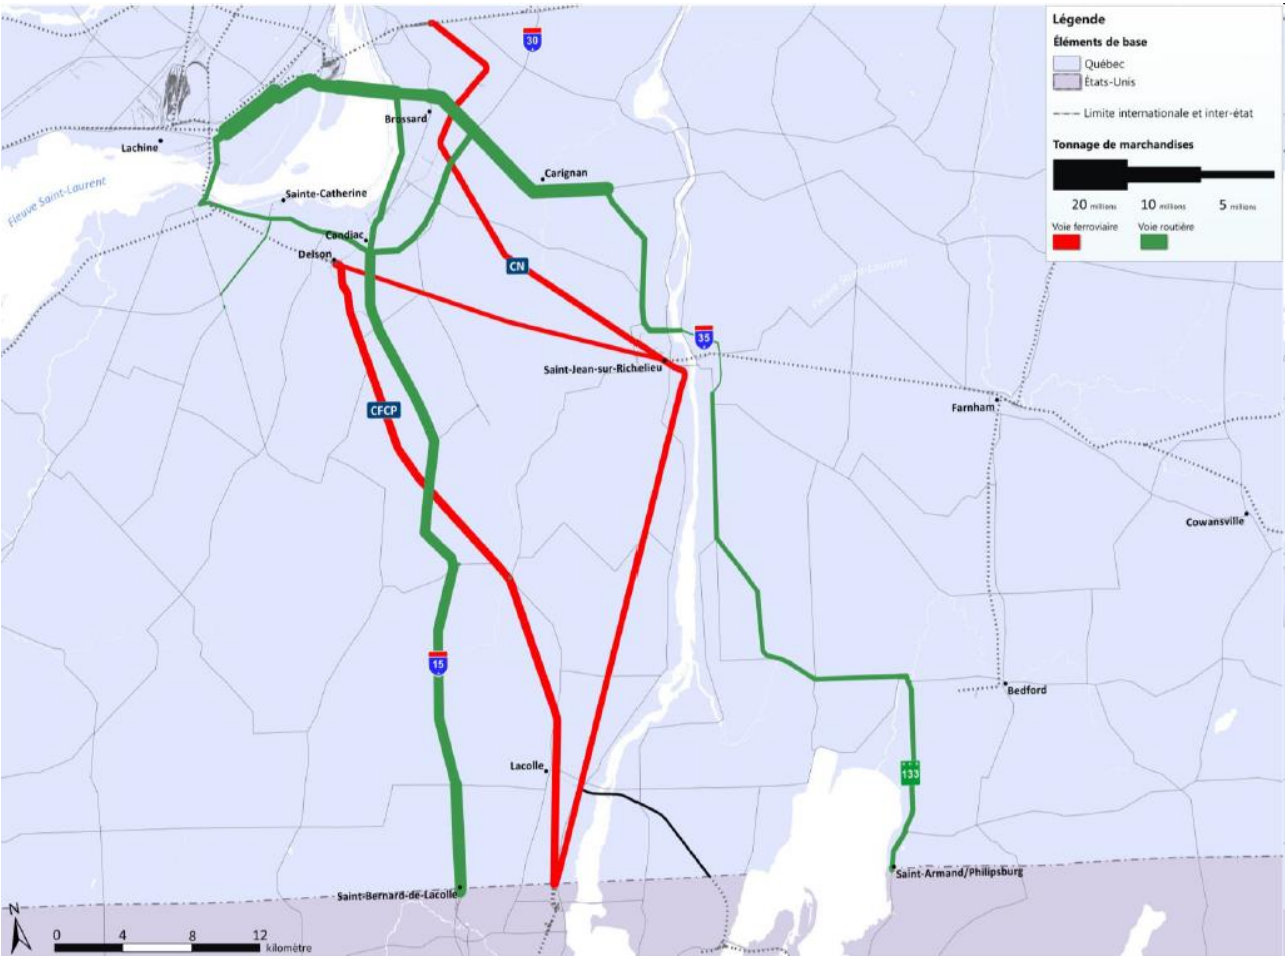 Légende
Éléments de base
Québec
États-Unis
Limite internationale et inter-état
Tonnage de marchandises
20 millions 10 millions 5 millions
Voie ferroviaire Voie routière
30
Brossard
Lachine
Carignan
Fleuve Saint-Laurent
Sainte-Catherine
Candiac
Delson
CN
Fleuve Saint-Laurent
35
Saint-Jean-sur-Richelieu
CFCP
Farnham
Cowansville
15
Bedford
Lacolle
133
Saint-Armand/Philipsburg
Saint-Bernard-de-Lacolle
N
0 4 8 12
kilomètre